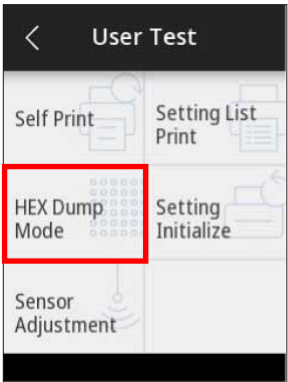 User Test
Self Print
Setting List
Print
HEX Dump
Mode
Setting
Initialize
Sensor
Adjustment